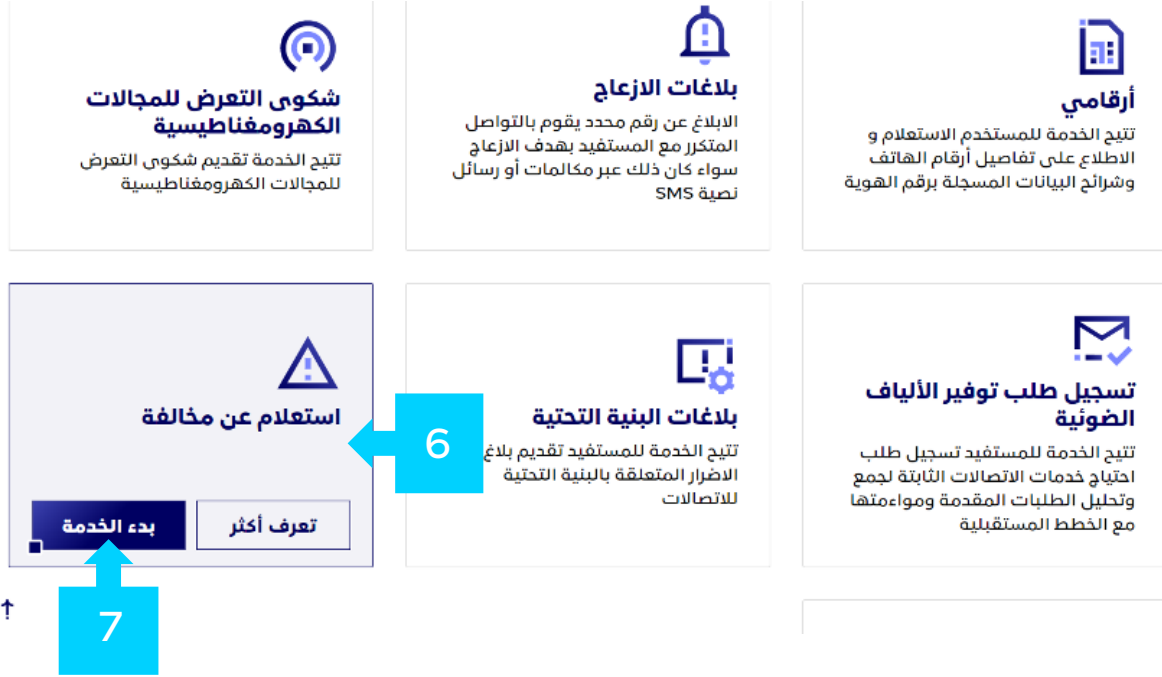 أرقامي
تتيح الخدمة للمستخدم الاستعلام و
الاطلاع على تفاصيل أرقام الهاتف
وشرائح البيانات المسجلة برقم الهوية
بلاغات الازعاج
الابلاغ عن رقم محدد يقوم بالتواصل
المتكرر مع المستفيد بهدف الازعاج
سواء كان ذلك عبر مكالمات أو رسائل
نصية SMS
شكوى التعرض للمجالات
الكهرومغناطيسية
تتيح الخدمة تقديم شكوى التعرض
للمجالات الكهرومغناطيسية
تسجيل طلب توفير الألياف
الضوئية
تتيح الخدمة للمستفيد تسجيل طلب
احتياج خدمات الاتصالات الثابتة لجمع
وتحليل الطلبات المقدمة ومواءمتها
مع الخطط المستقبلية
بلاغات البنية التحتية
تتيح الخدمة للمستفيد تقديم بلاغ
الاضرار المتعلقة بالبنية التحتية
للاتصالات
6
استعلام عن مخالفة
تعرف أكثر
بدء الخدمة
7